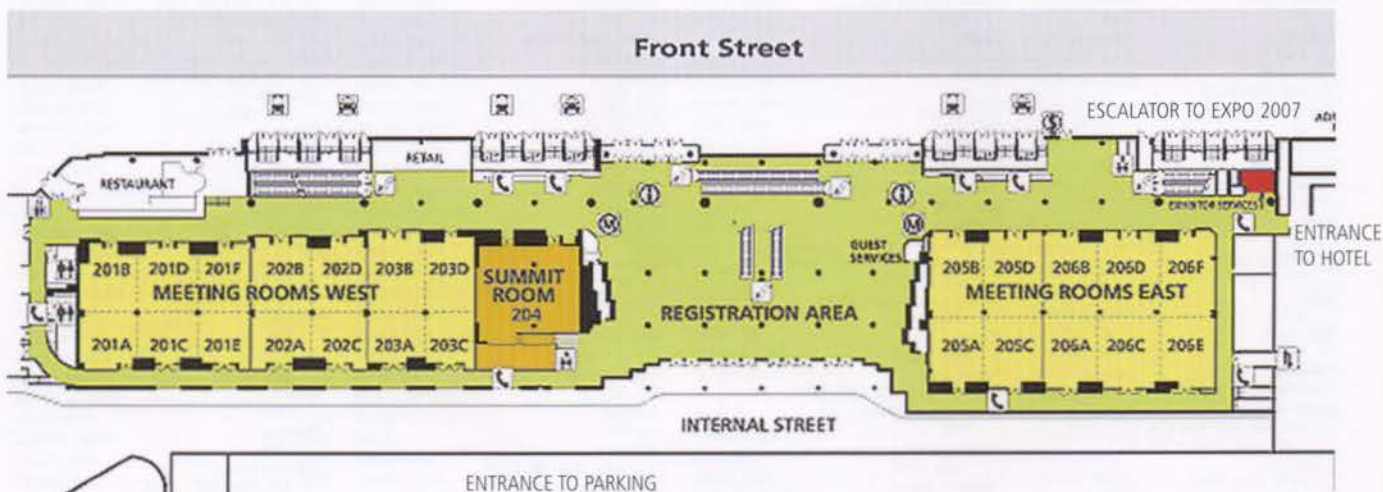 Front Street
ESCALATOR TO EXPO 2007
RETAIL
RESTAURANT
EXHIBITOR SERVICES
ENTRANCE
TO HOTEL
GUEST
SERVICES
M
M
201B 201D 201F 202B 202D 203B 203D
MEETING ROOMS WEST
201A 201C 201E 202A 202C 203A 203C
SUMMIT
ROOM
204
REGISTRATION AREA
205B 205D 206B 206D 206F
MEETING ROOMS EAST
205A 205C 206A 206C 206E
INTERNAL STREET
ENTRANCE TO PARKING